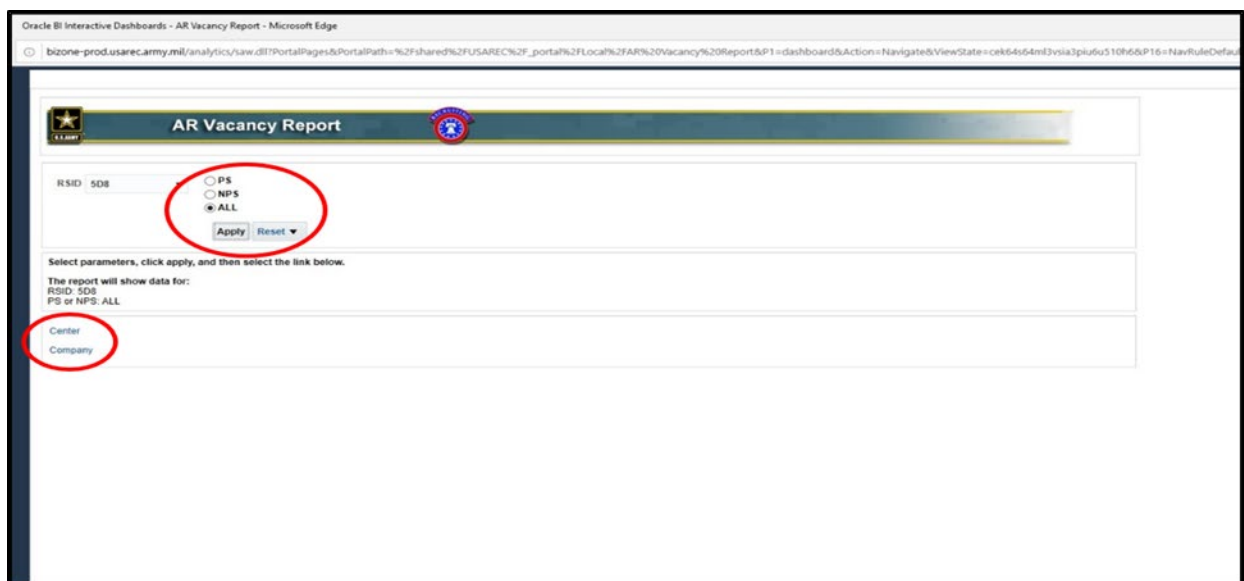 Oracle BI Interactive Dashboards - AR Vacancy Report - Microsoft Edge
bizone-prod.usarec.army.mil/analytics/saw.dll?PortalPages&PortalPath=%2Fshared%2FUSAREC%2F_portal%2FLocal%2FAR%20Vacancy%20Report&P1=dashboard&Action=Navigate&ViewState=cek64s64ml3vsia3piu6u510h6&P16=NavRuleDefaul
U.S.ARMY
AR Vacancy Report
RSID 5D8
PS
NPS
ALL
Apply Reset
Select parameters, click apply, and then select the link below.
The report will show data for:
RSID: 5D8
PS or NPS: ALL
Center
Company